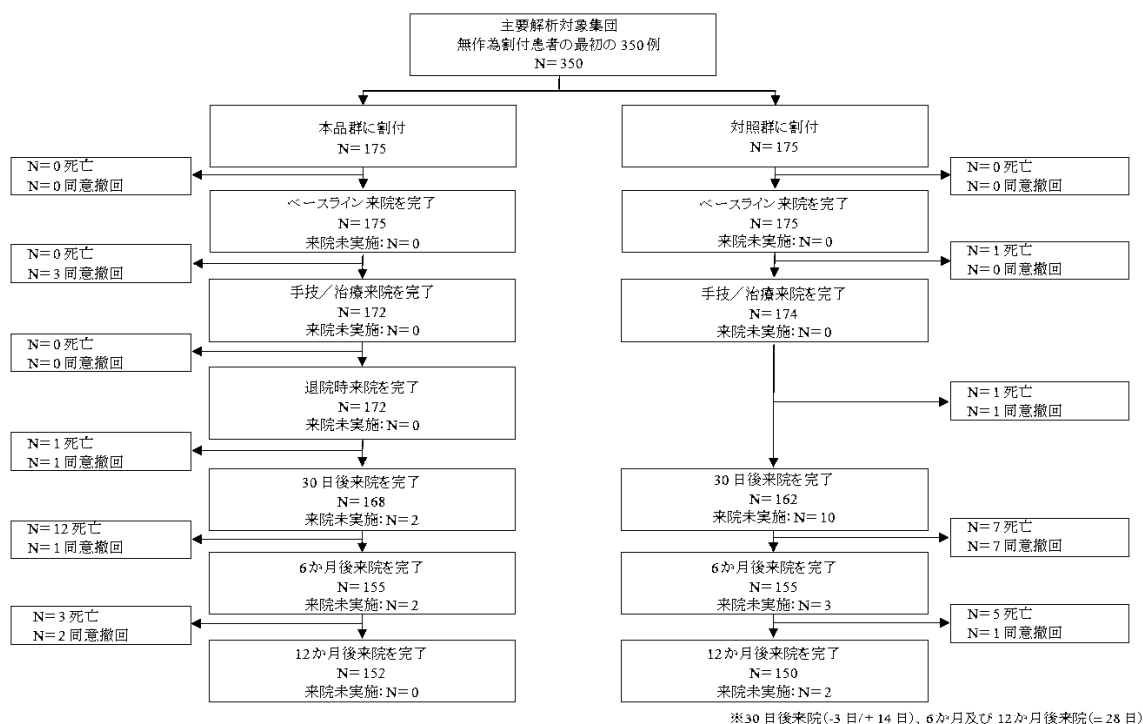 主要解析対象集団
無作為割付患者の最初の 350 例
N=350
本品群に割付
N=175
対照群に割付
N=175
N=0 死亡
N=0 同意撤回
N=0 死亡
N=0 同意撤回
ベースライン来院を完了
N=175
来院未実施:N=0
ベースライン来院を完了
N=175
来院未実施:N=0
N=0 死亡
N=3 同意撤回
N=1 死亡
N=0 同意撤回
手技/治療来院を完了
N=172
来院未実施:N=0
手技/治療来院を完了
N=174
来院未実施:N=0
N=0 死亡
N=0 同意撤回
退院時来院を完了
N=172
来院未実施:N=0
N=1 死亡
N=1 同意撤回
N=1 死亡
N=1 同意撤回
30 日後来院を完了
N=168
来院未実施:N=2
30 日後来院を完了
N=162
来院未実施:N=10
N=12 死亡
N=1 同意撤回
N=7 死亡
N=7 同意撤回
6か月後来院を完了
N=155
来院未実施:N=2
6か月後来院を完了
N=155
来院未実施:N=3
N=3 死亡
N=2 同意撤回
N=5 死亡
N=1 同意撤回
12か月後来院を完了
N=152
来院未実施:N=0
12か月後来院を完了
N=150
来院未実施:N=2
※30 日後来院(-3 日/+14 日)、6か月及び 12か月後来院(=28 日)